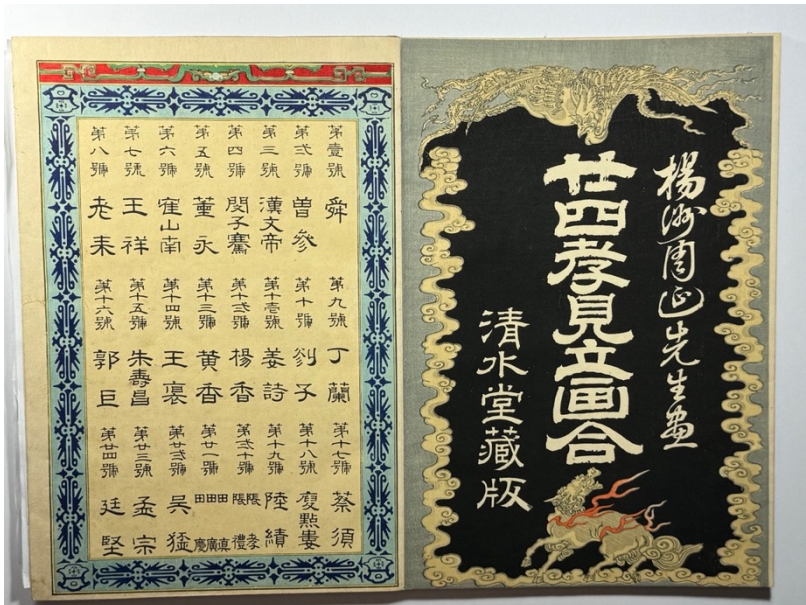 楊洲周延先生畫
廿四孝見立画合
清水堂藏版
第壹號 舜
第弐號 曽參
第三號 漢文帝
第四號 閔子騫
第五號 董永
第六號 崔山南
第七號 王祥
第八號 老耒
第九號 丁蘭
第十號 剡子
第十壹號 姜詩
第十弐號 楊香
第十三號 黃香
第十四號 王裒
第十五號 朱壽昌
第十六號 郭巨
第十七號 蔡須
第十八號 庾黔婁
第十九號 陸績
第弐十號 張孝 張禮
第廿一號 田真 田廣 田慶
第廿弐號 吳猛
第廿三號 孟宗
第廿四號 廷堅